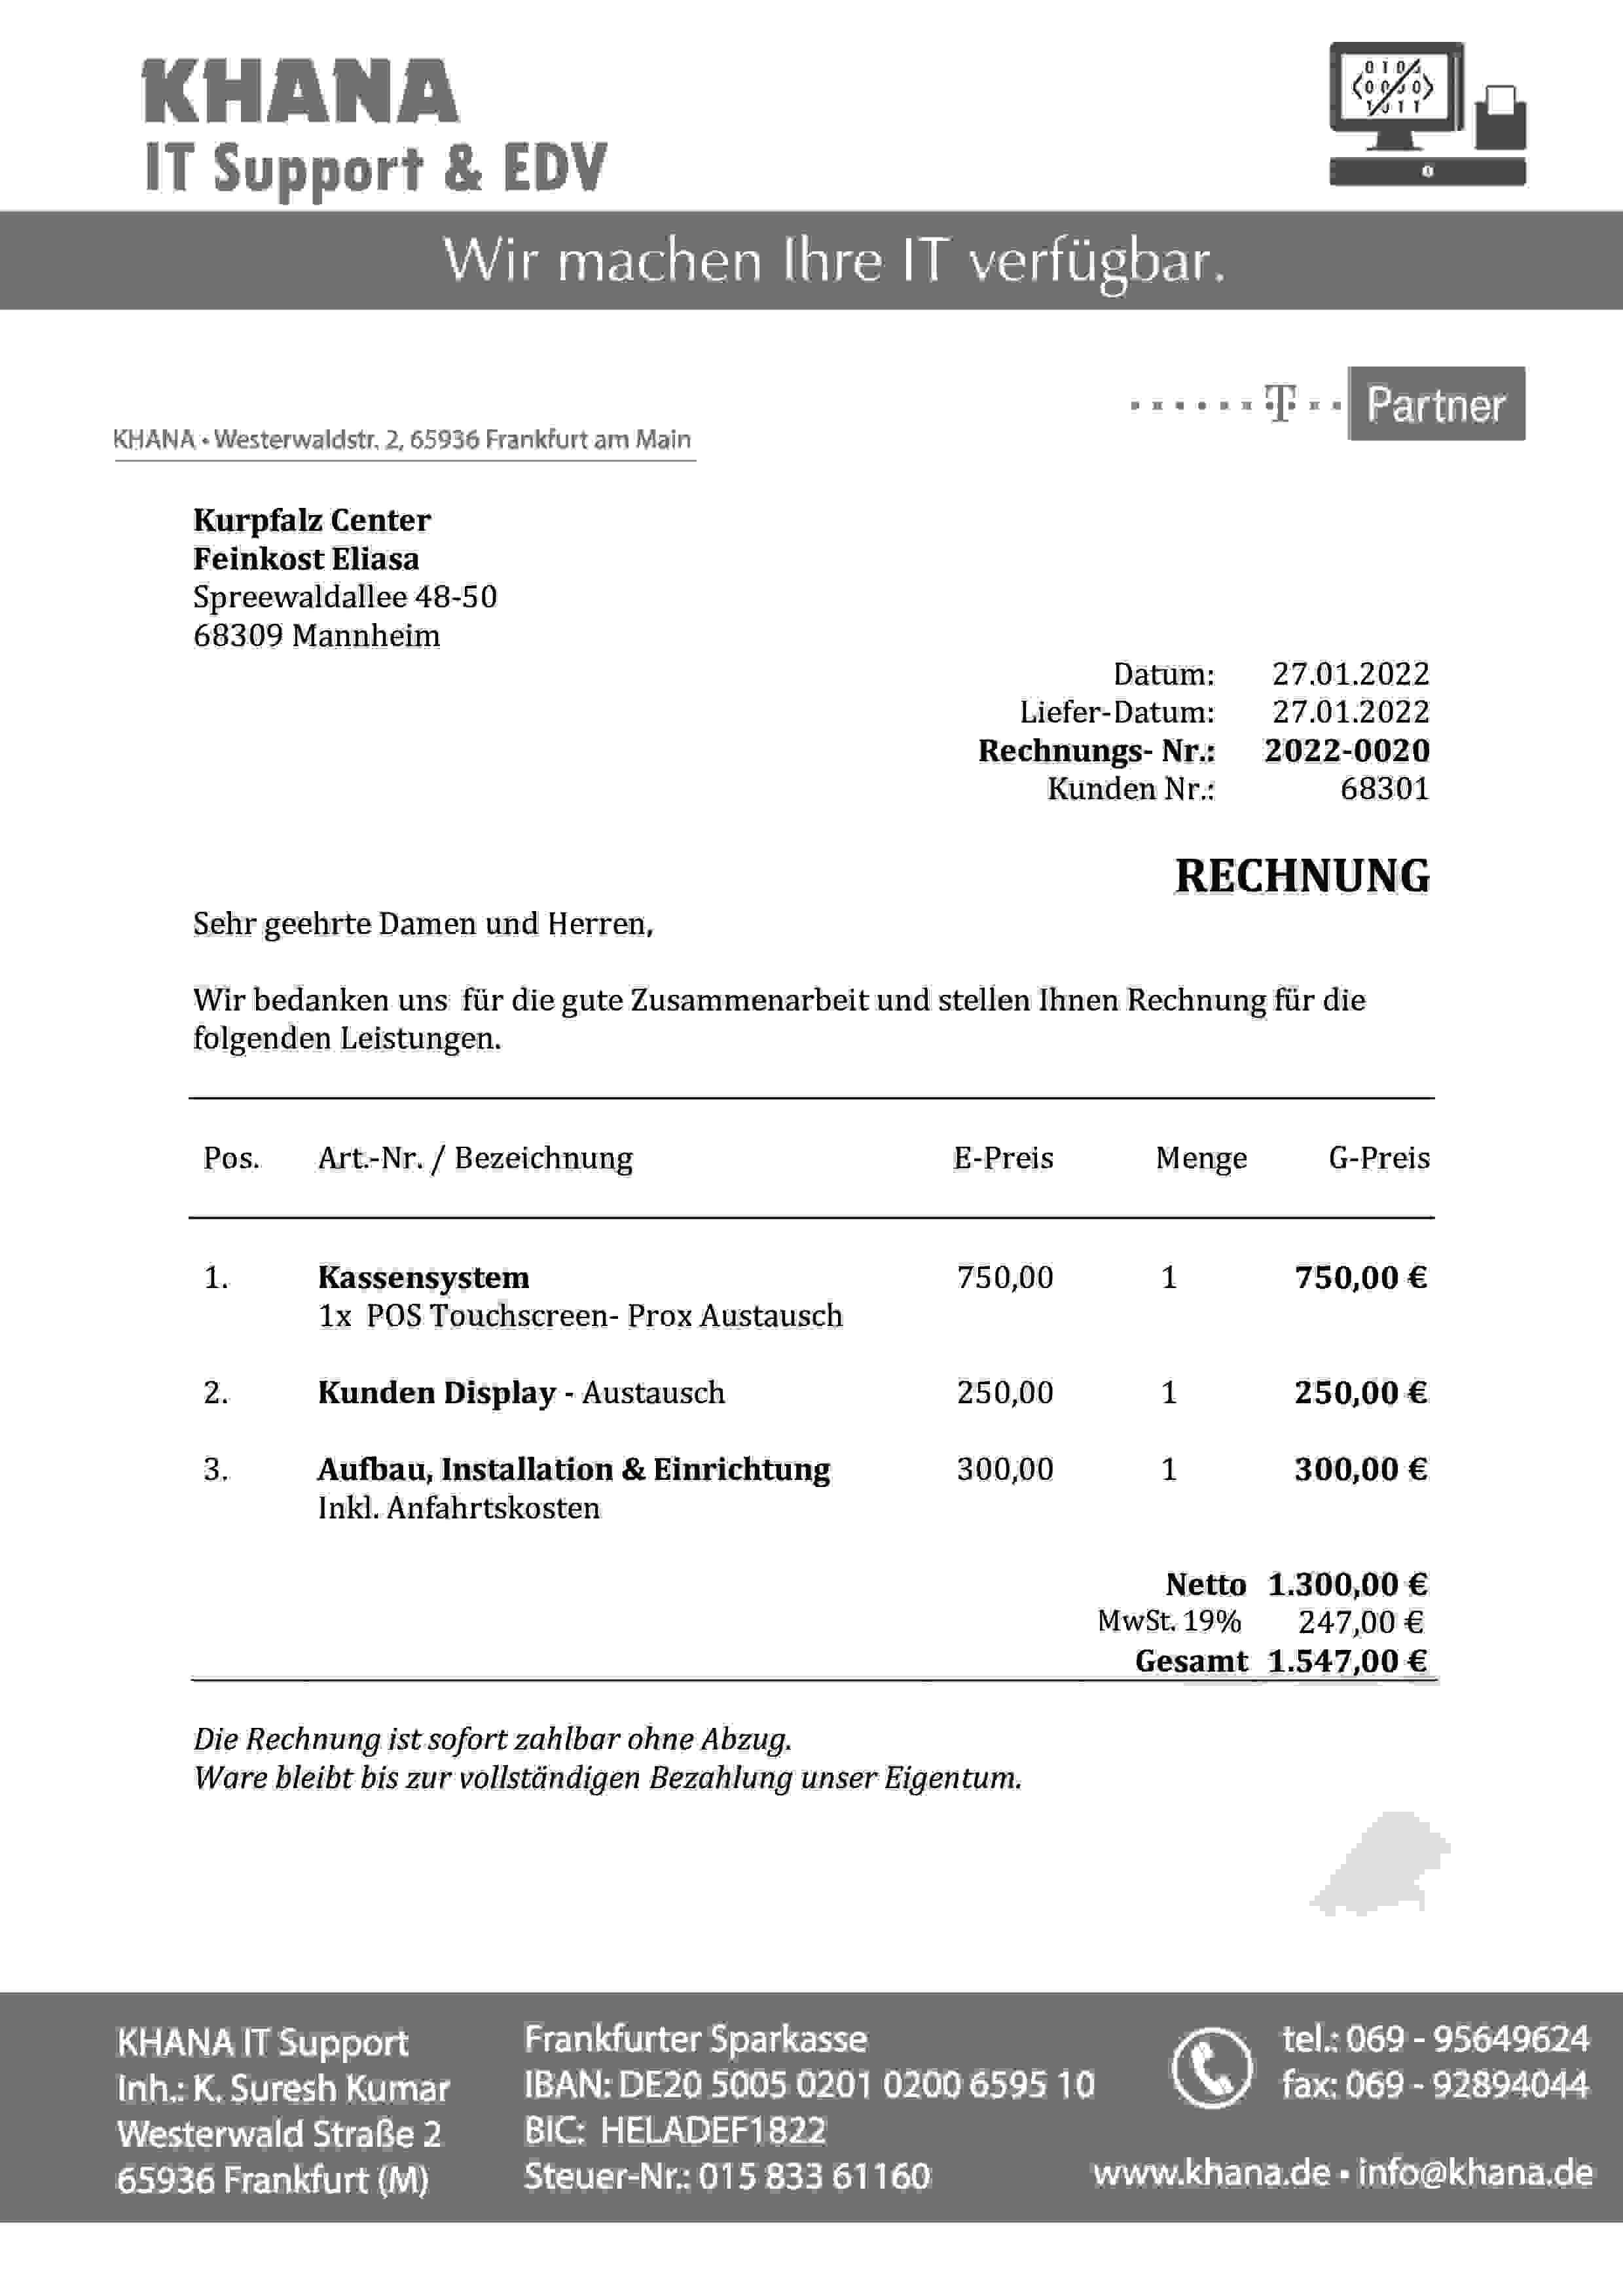 KHANA
IT Support & EDV
Wir machen Ihre IT verfügbar.
T Partner
KHANA • Westerwaldstr. 2, 65936 Frankfurt am Main
Kurpfalz Center
Feinkost Eliasa
Spreewaldallee 48-50
68309 Mannheim
Datum: 27.01.2022
Liefer-Datum: 27.01.2022
Rechnungs- Nr.: 2022-0020
Kunden Nr.: 68301
RECHNUNG
Sehr geehrte Damen und Herren,
Wir bedanken uns für die gute Zusammenarbeit und stellen Ihnen Rechnung für die
folgenden Leistungen.
Pos. Art.-Nr. / Bezeichnung E-Preis Menge G-Preis
1. Kassensystem 750,00 1 750,00 €
1x POS Touchscreen- Prox Austausch
2. Kunden Display - Austausch 250,00 1 250,00 €
3. Aufbau, Installation & Einrichtung 300,00 1 300,00 €
Inkl. Anfahrtskosten
Netto 1.300,00 €
MwSt. 19% 247,00 €
Gesamt 1.547,00 €
Die Rechnung ist sofort zahlbar ohne Abzug.
Ware bleibt bis zur vollständigen Bezahlung unser Eigentum.
KHANA IT Support
Inh.: K. Suresh Kumar
Westerwald Straße 2
65936 Frankfurt (M)
Frankfurter Sparkasse
IBAN: DE20 5005 0201 0200 6595 10
BIC: HELADEF1822
Steuer-Nr.: 015 833 61160
tel.: 069 - 95649624
fax: 069 - 92894044
www.khana.de • info@khana.de